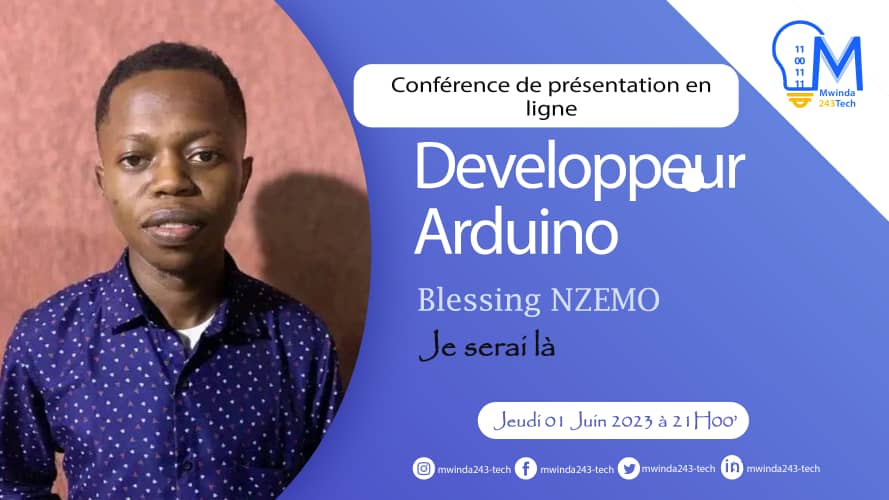 Conférence de présentation en
ligne
11
00
11
11
M
Mwinda
243Tech
Developpeur
Arduino
Blessing NZEMO
Je serai là
Jeudi 01 Juin 2023 à 21H00'
mwinda243-tech mwinda243-tech mwinda243-tech mwinda243-tech